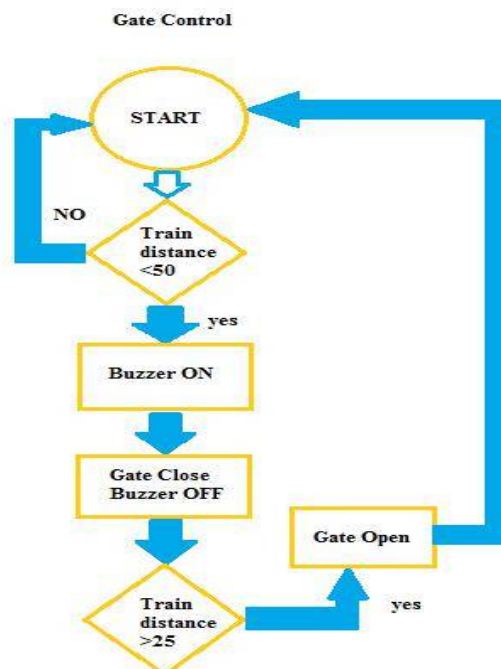 Gate Control
START
NO
Train
distance
<50
yes
Buzzer ON
Gate Close
Buzzer OFF
Gate Open
Train
distance
>25
yes